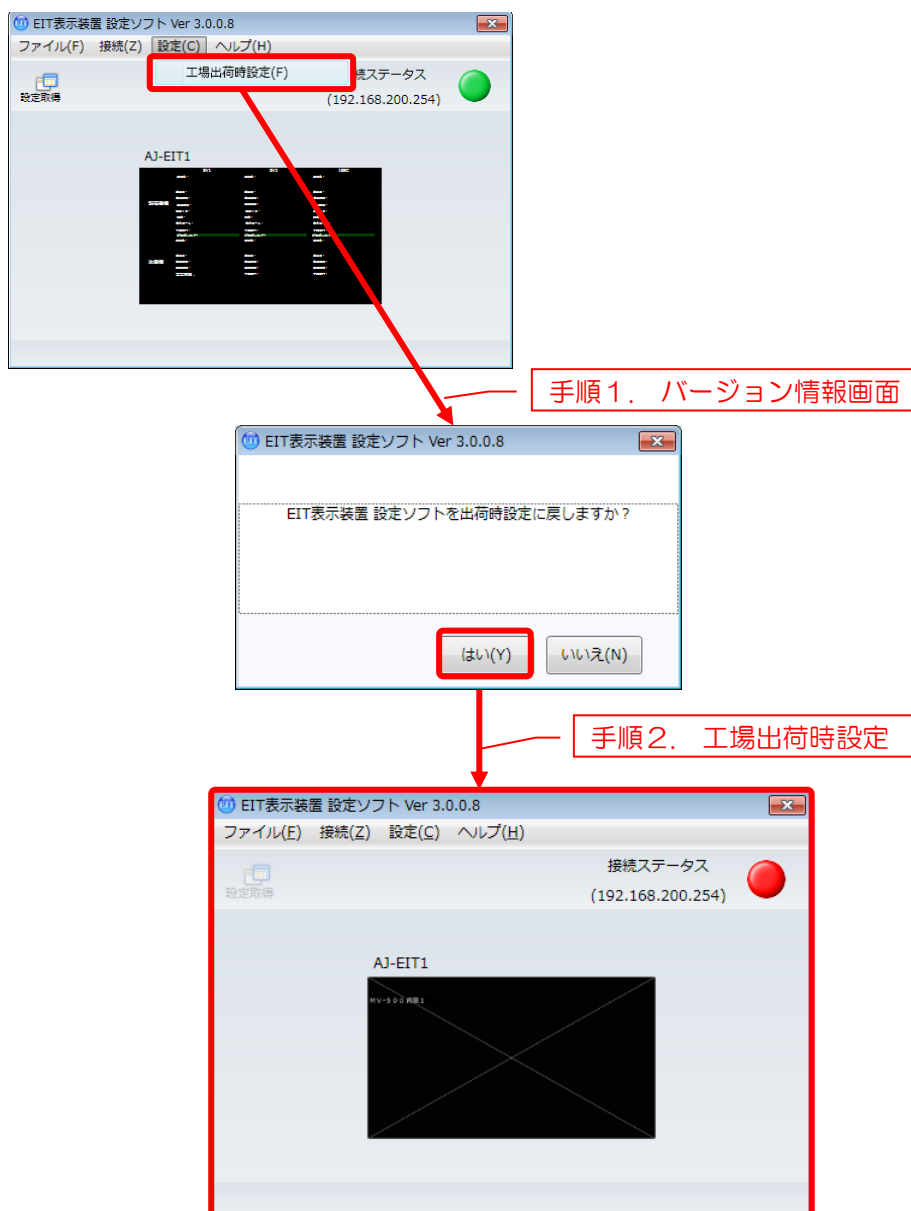 EIT表示装置 設定ソフト Ver 3.0.0.8
ファイル(F) 接続(Z) 設定(C) ヘルプ(H)
工場出荷時設定(F)
続ステータス
設定取得
(192.168.200.254)
AJ-EIT1
手順1. バージョン情報画面
EIT表示装置 設定ソフト Ver 3.0.0.8
EIT表示装置 設定ソフトを出荷時設定に戻しますか？
はい(Y) いいえ(N)
手順2. 工場出荷時設定
EIT表示装置 設定ソフト Ver 3.0.0.8
ファイル(F) 接続(Z) 設定(C) ヘルプ(H)
接続ステータス
設定取得
(192.168.200.254)
AJ-EIT1